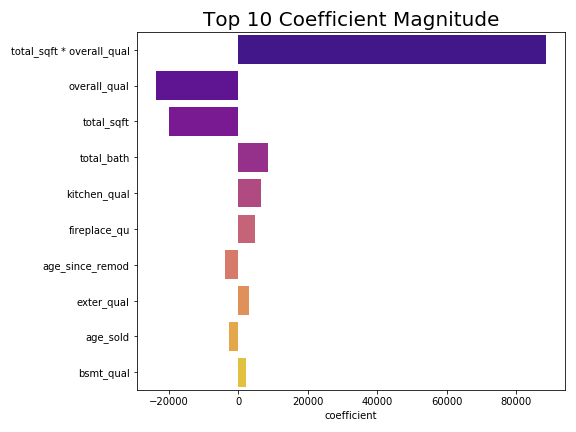 Top 10 Coefficient Magnitude
total_sqft * overall_qual
overall_qual
total_sqft
total_bath
kitchen_qual
fireplace_qu
age_since_remod
exter_qual
age_sold
bsmt_qual
−20000 0 20000 40000 60000 80000
coefficient